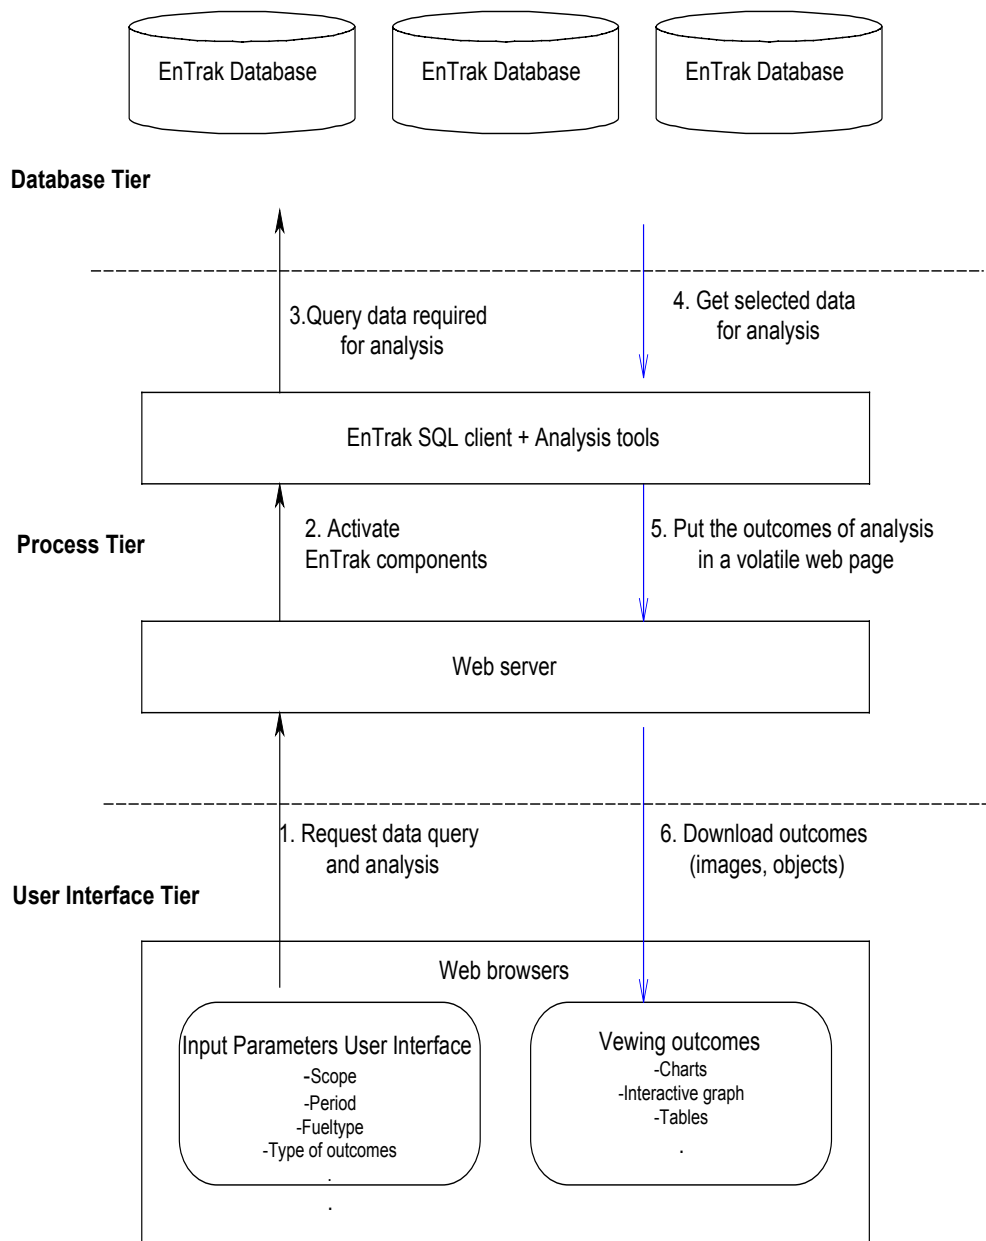 EnTrak Database
EnTrak Database
EnTrak Database
Database Tier
3.Query data required
for analysis
4. Get selected data
for analysis
EnTrak SQL client + Analysis tools
Process Tier
2. Activate
EnTrak components
5. Put the outcomes of analysis
in a volatile web page
Web server
1. Request data query
and analysis
6. Download outcomes
(images, objects)
User Interface Tier
Web browsers
Input Parameters User Interface
-Scope
-Period
-Fueltype
-Type of outcomes
.
.
Vewing outcomes
-Charts
-Interactive graph
-Tables
.